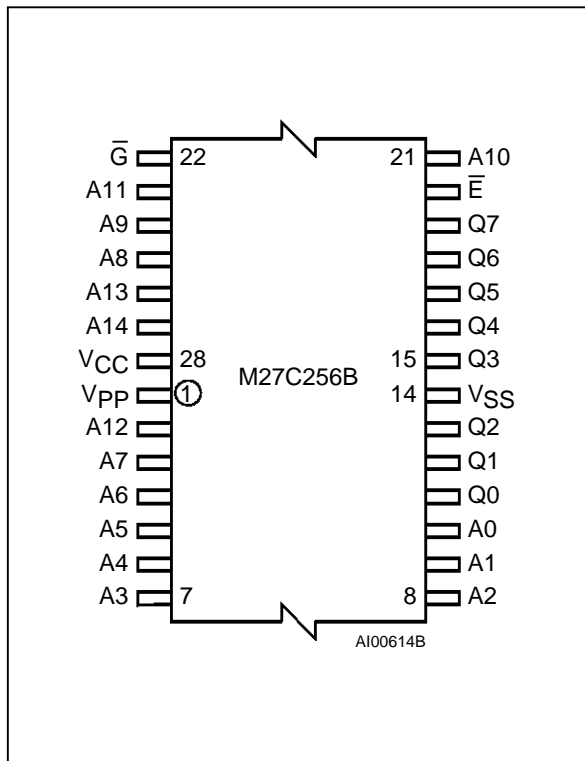 G̅ 22 21 A10
A11 E̅
A9 Q7
A8 Q6
A13 Q5
A14 Q4
VCC 28 15 Q3
M27C256B
VPP 1 14 VSS
A12 Q2
A7 Q1
A6 Q0
A5 A0
A4 A1
A3 7 8 A2
AI00614B